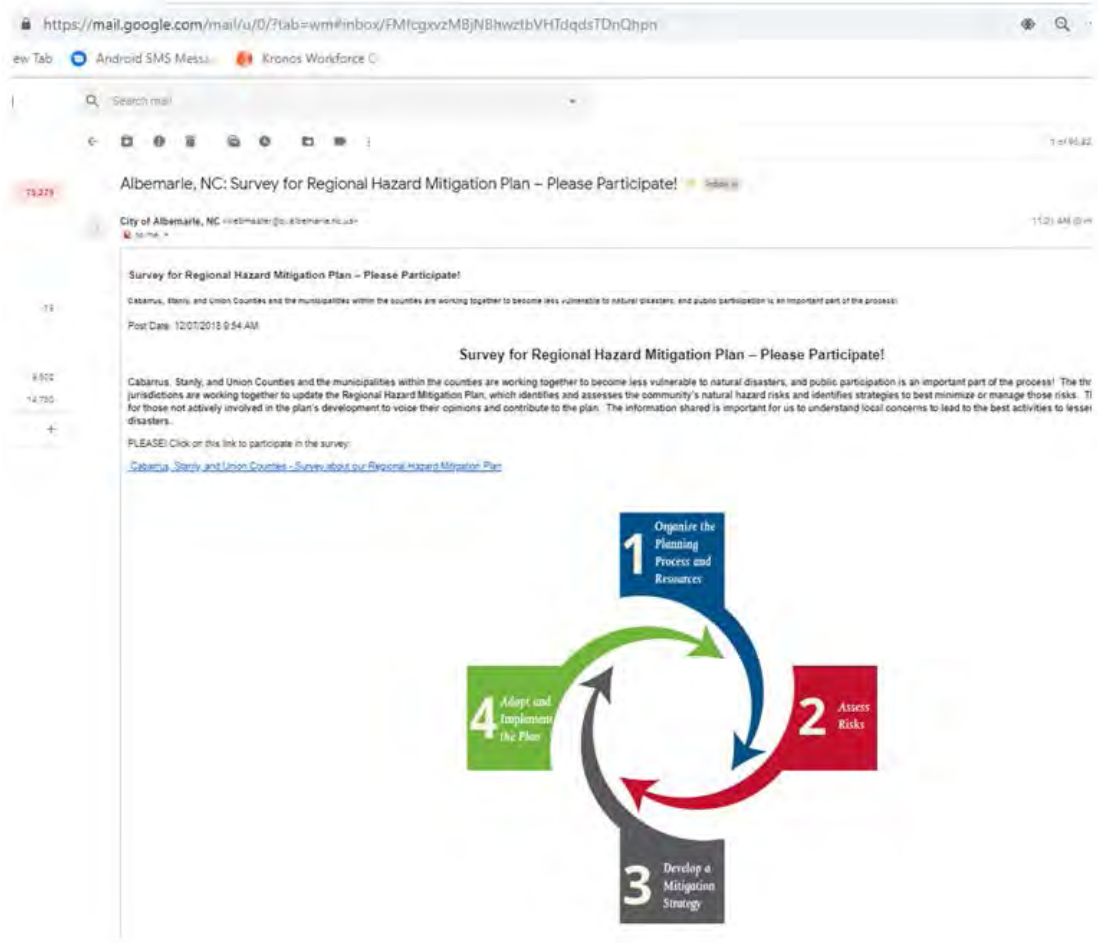 https://mail.google.com/mail/u/0/?tab=wm#inbox/FMfcgxvzMBjNBhwztbVHTdqdsTDnQhpn
ew Tab Android SMS Messa Kronos Workforce C
Search mail
1 of
Albemarle, NC: Survey for Regional Hazard Mitigation Plan – Please Participate!
City of Albemarle, NC
11:21 AM
to me
Survey for Regional Hazard Mitigation Plan – Please Participate!
Cabarrus, Stanly, and Union Counties and the municipalities within the counties are working together to become less vulnerable to natural disasters, and public participation is an important part of the process!
Post Date: 12/07/2018 9:54 AM
Survey for Regional Hazard Mitigation Plan – Please Participate!
Cabarrus, Stanly, and Union Counties and the municipalities within the counties are working together to become less vulnerable to natural disasters, and public participation is an important part of the process! The thr
jurisdictions are working together to update the Regional Hazard Mitigation Plan, which identifies and assesses the community's natural hazard risks and identifies strategies to best minimize or manage those risks. Tl
for those not actively involved in the plan's development to voice their opinions and contribute to the plan. The information shared is important for us to understand local concerns to lead to the best activities to lesser
disasters.
PLEASE! Click on this link to participate in the survey:
Cabarrus, Stanly, and Union Counties - Survey about our Regional Hazard Mitigation Plan
1
Organize the
Planning
Process and
Resources
2
Assess
Risks
3
Develop a
Mitigation
Strategy
4
Adopt and
Implement
the Plan